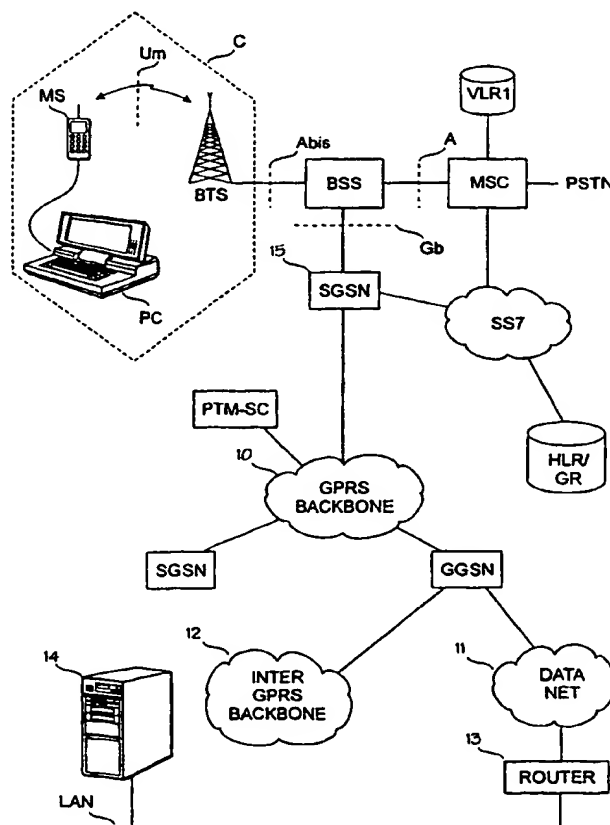 C
Um
MS
VLR1
Abis
A
BTS
BSS
MSC
PSTN
Gb
15
PC
SGSN
SS7
PTM-SC
10
GPRS
BACKBONE
HLR/
GR
SGSN
GGSN
12
14
11
INTER
GPRS
BACKBONE
DATA
NET
13
ROUTER
LAN